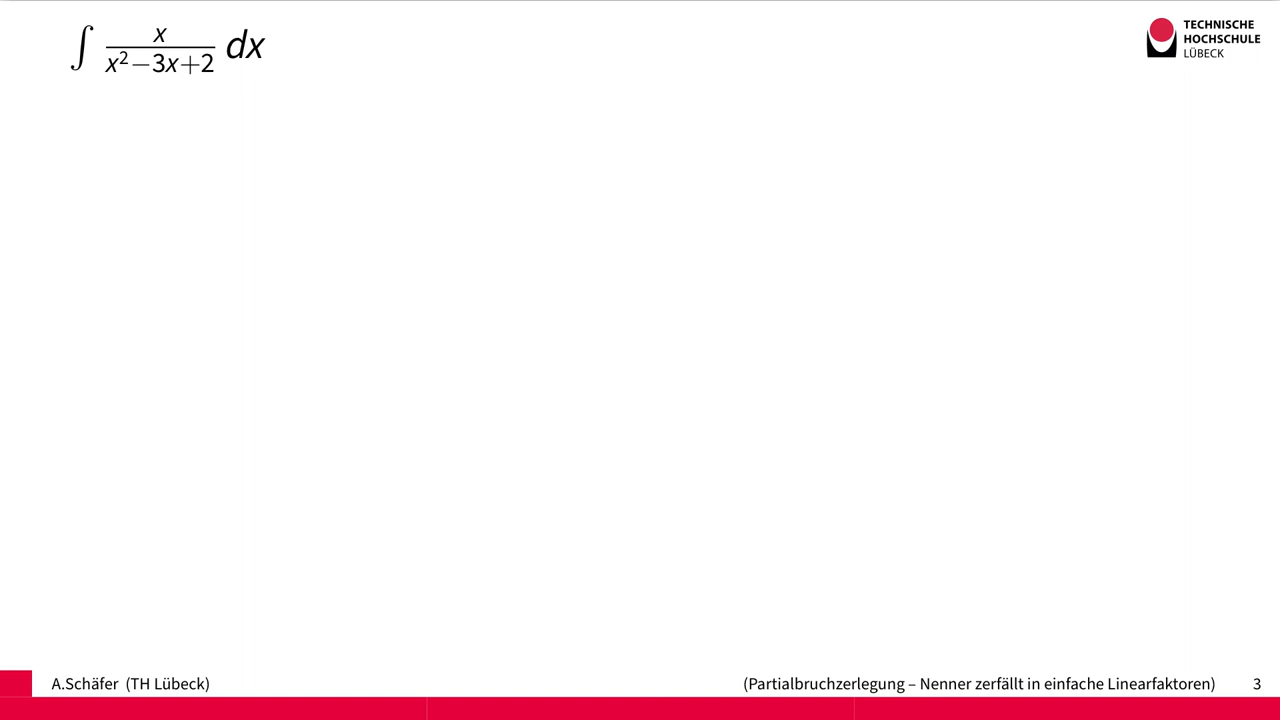 ∫ x/(x²−3x+2) dx
TECHNISCHE
HOCHSCHULE
LÜBECK
A.Schäfer (TH Lübeck)
(Partialbruchzerlegung – Nenner zerfällt in einfache Linearfaktoren)
3